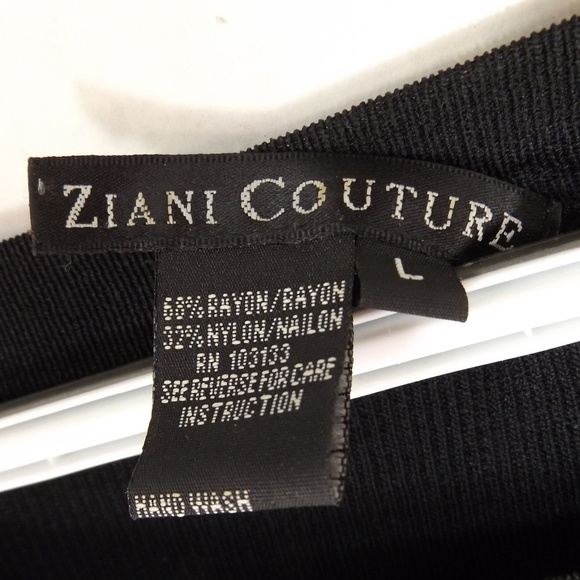 ZIANI COUTURE
L
68% RAYON/RAYON
32% NYLON/NAILON
RN 103133
SEE REVERSE FOR CARE
INSTRUCTION
HAND WASH